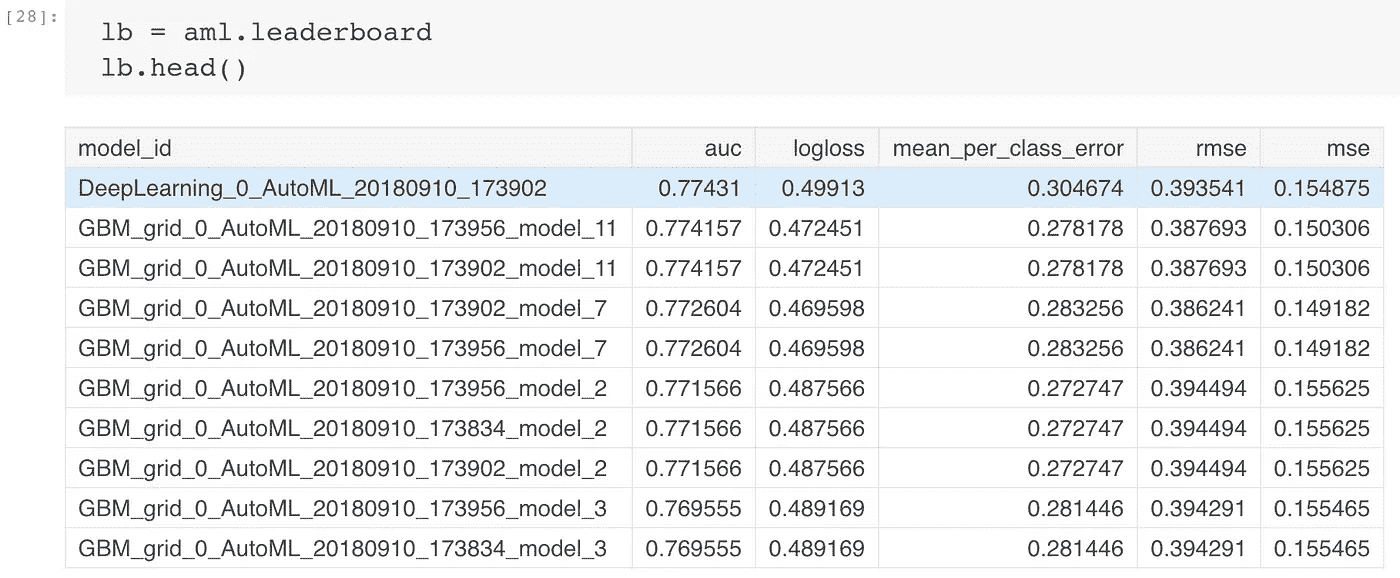 [28]:
lb = aml.leaderboard
lb.head()
model_id auc logloss mean_per_class_error rmse mse
DeepLearning_0_AutoML_20180910_173902 0.77431 0.49913 0.304674 0.393541 0.154875
GBM_grid_0_AutoML_20180910_173956_model_11 0.774157 0.472451 0.278178 0.387693 0.150306
GBM_grid_0_AutoML_20180910_173902_model_11 0.774157 0.472451 0.278178 0.387693 0.150306
GBM_grid_0_AutoML_20180910_173902_model_7 0.772604 0.469598 0.283256 0.386241 0.149182
GBM_grid_0_AutoML_20180910_173956_model_7 0.772604 0.469598 0.283256 0.386241 0.149182
GBM_grid_0_AutoML_20180910_173956_model_2 0.771566 0.487566 0.272747 0.394494 0.155625
GBM_grid_0_AutoML_20180910_173834_model_2 0.771566 0.487566 0.272747 0.394494 0.155625
GBM_grid_0_AutoML_20180910_173902_model_2 0.771566 0.487566 0.272747 0.394494 0.155625
GBM_grid_0_AutoML_20180910_173956_model_3 0.769555 0.489169 0.281446 0.394291 0.155465
GBM_grid_0_AutoML_20180910_173834_model_3 0.769555 0.489169 0.281446 0.394291 0.155465